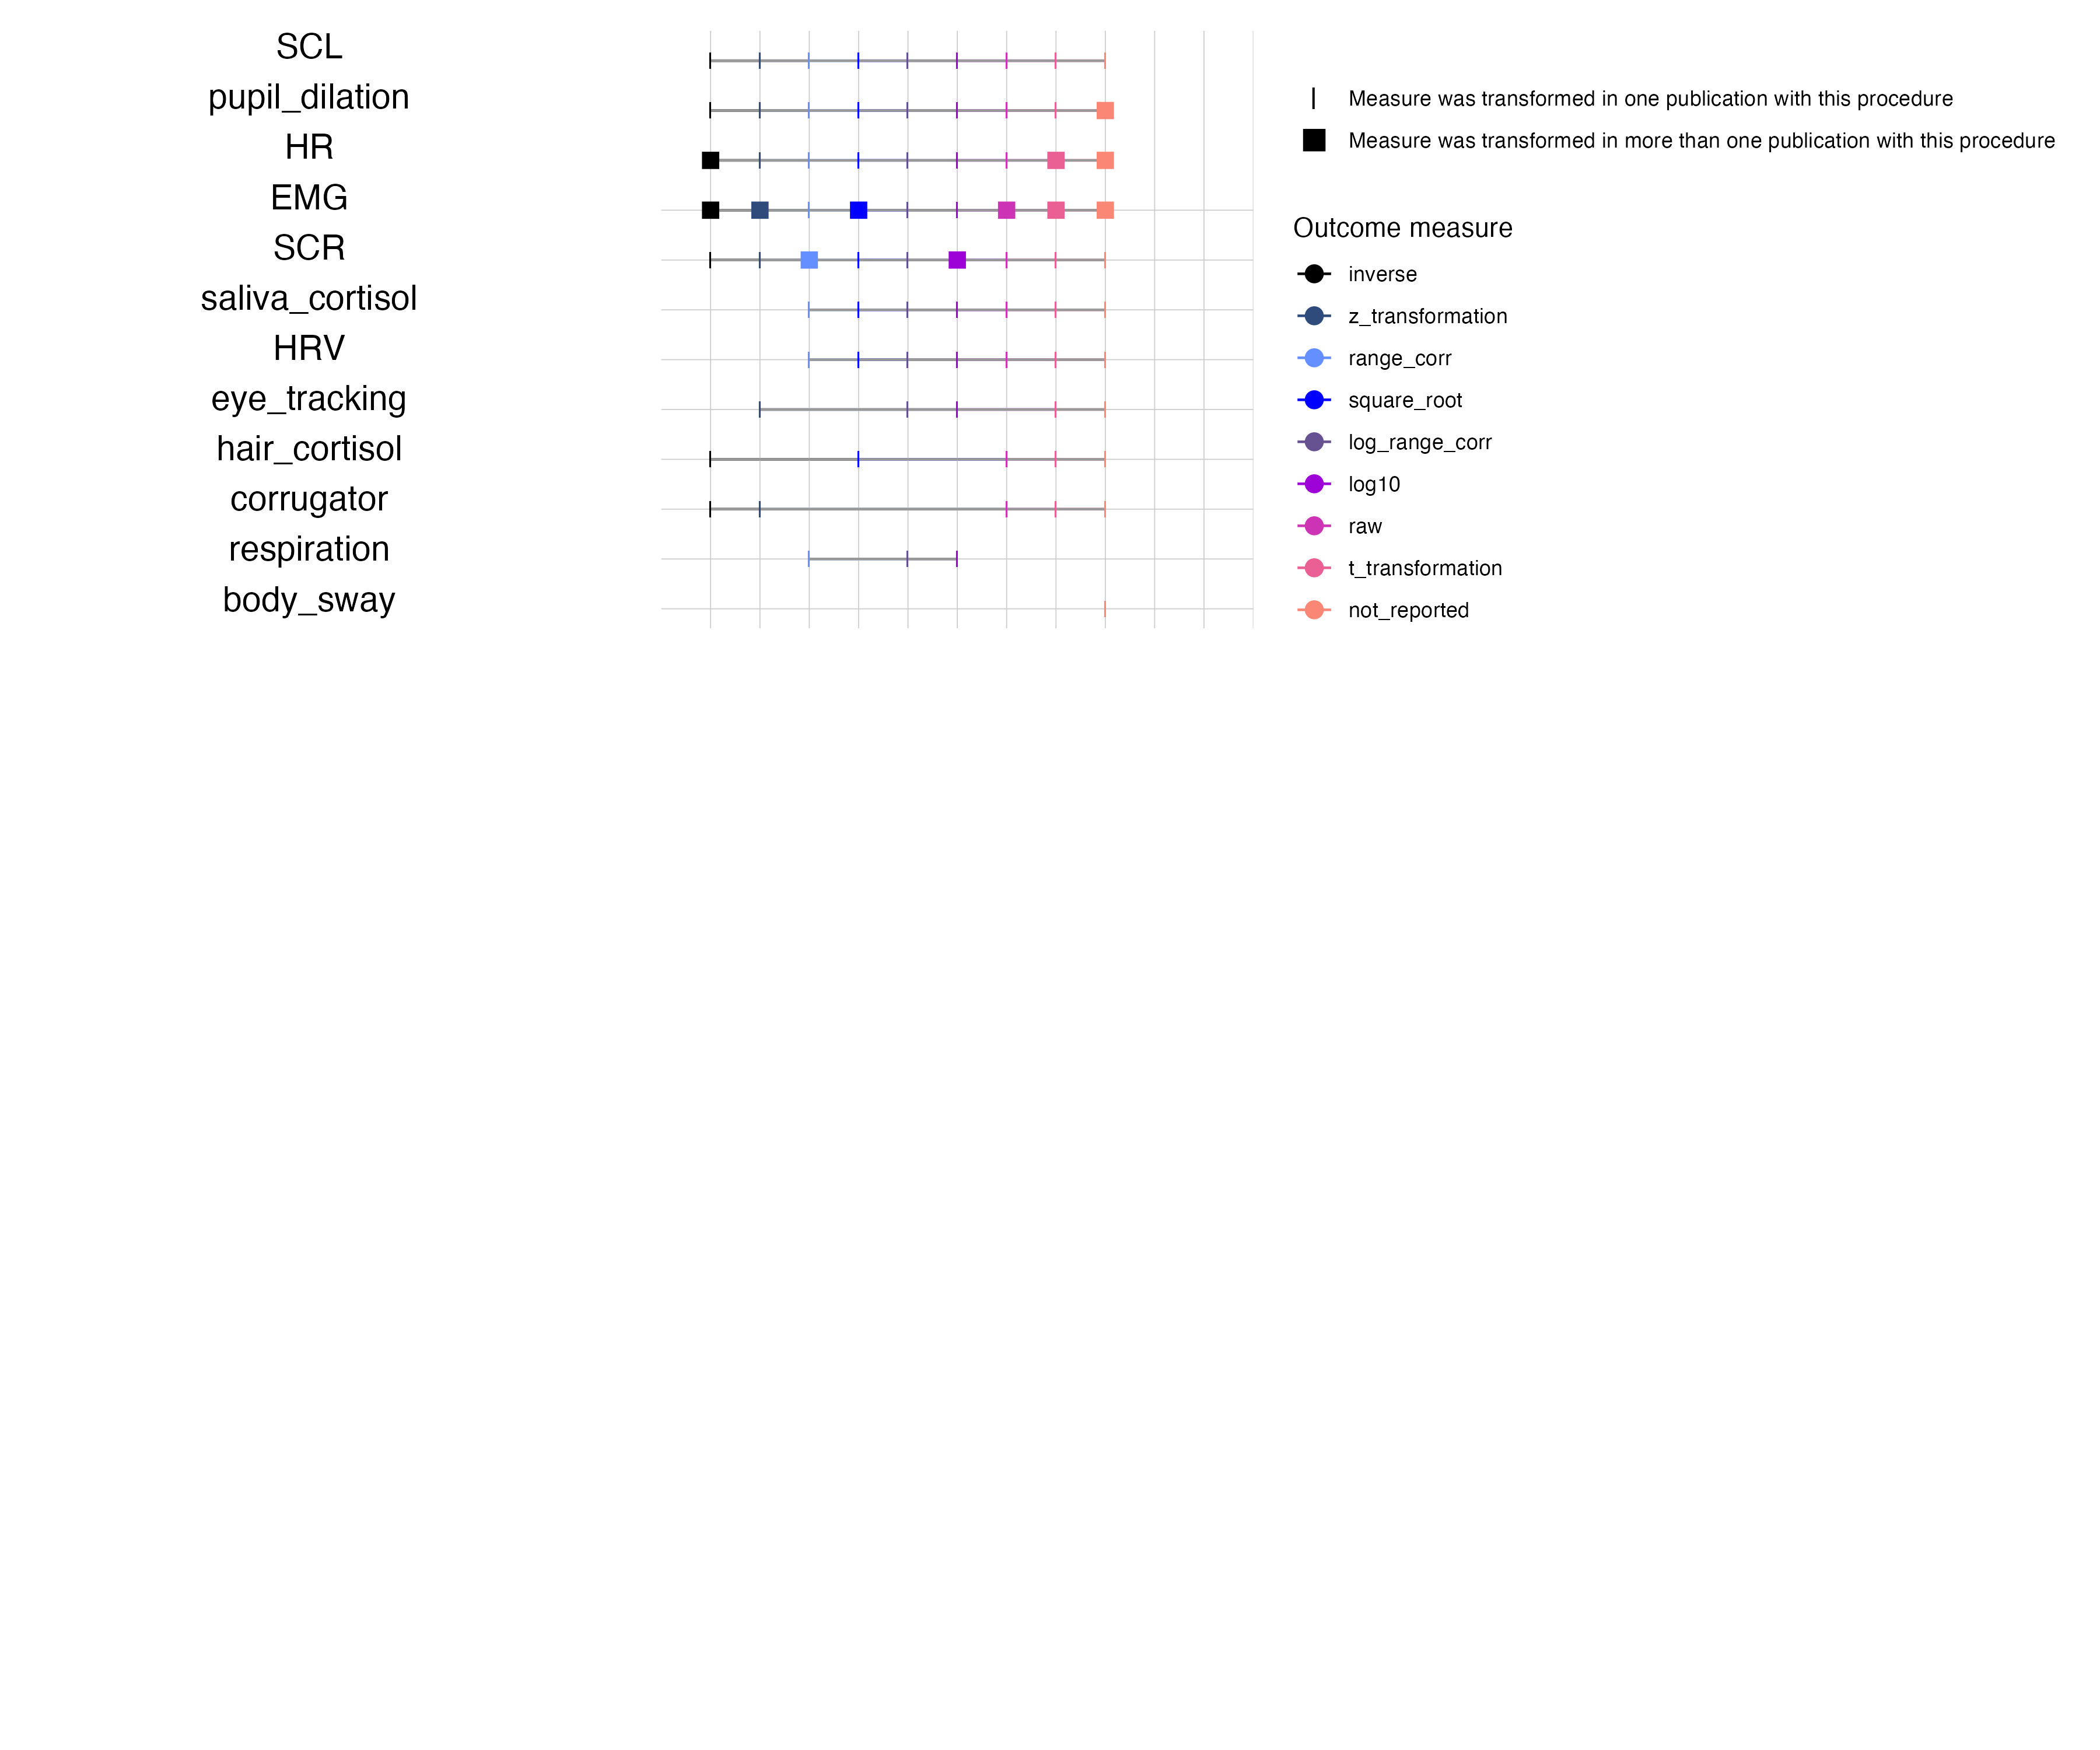 SCL
pupil_dilation
HR
EMG
SCR
saliva_cortisol
HRV
eye_tracking
hair_cortisol
corrugator
respiration
body_sway
Measure was transformed in one publication with this procedure
Measure was transformed in more than one publication with this procedure
Outcome measure
inverse
z_transformation
range_corr
square_root
log_range_corr
log10
raw
t_transformation
not_reported